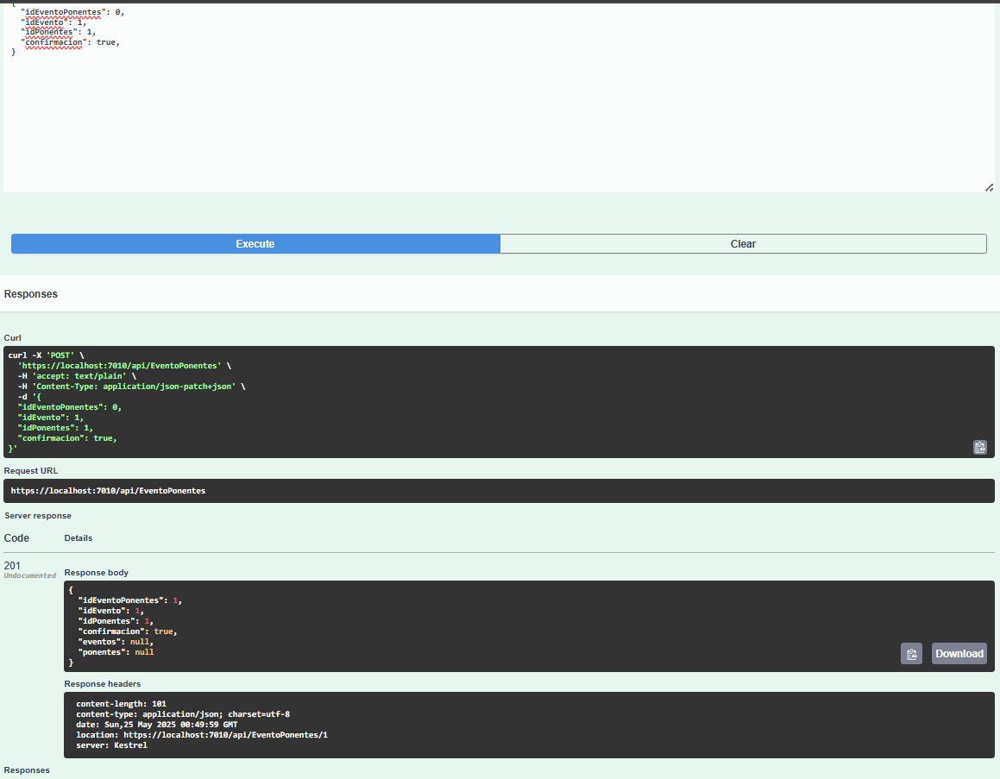 {
  "idEventoPonentes": 0,
  "idEvento": 1,
  "idPonentes": 1,
  "confirmacion": true,
}
Execute
Clear
Responses
Curl
curl -X 'POST' \
  'https://localhost:7010/api/EventoPonentes' \
  -H 'accept: text/plain' \
  -H 'Content-Type: application/json-patch+json' \
  -d '{
  "idEventoPonentes": 0,
  "idEvento": 1,
  "idPonentes": 1,
  "confirmacion": true,
}'
Request URL
https://localhost:7010/api/EventoPonentes
Server response
Code Details
201
Undocumented
Response body
{
  "idEventoPonentes": 1,
  "idEvento": 1,
  "idPonentes": 1,
  "confirmacion": true,
  "eventos": null,
  "ponentes": null
}
Download
Response headers
content-length: 101
content-type: application/json; charset=utf-8
date: Sun,25 May 2025 00:49:59 GMT
location: https://localhost:7010/api/EventoPonentes/1
server: Kestrel
Responses